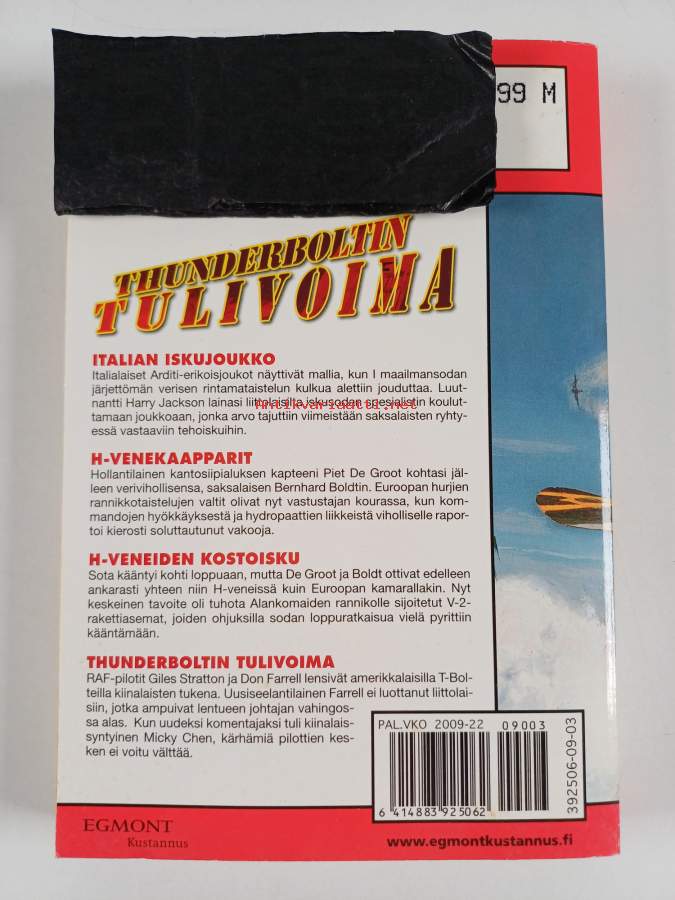 99 M
THUNDERBOLTIN
TULIVOIMA
ITALIAN ISKUJOUKKO
Italialaiset Arditi-erikoisjoukot näyttivät mallia, kun I maailmansodan
järjettömän verisen rintamataistelun kulkua alettiin jouduttaa. Luut-
nantti Harry Jackson lainasi liittolaisilta iskusodan spesialistin koulut-
tamaan joukkoaan, jonka arvo tajuttiin viimeistään saksalaisten ryhty-
essä vastaaviin tehoiskuihin.
Antikvariaatti.net
H-VENEKAAPPARIT
Hollantilainen kantosiipialuksen kapteeni Piet De Groot kohtasi jäl-
leen verivihollisensa, saksalaisen Bernhard Boldtin. Euroopan hurjien
rannikkotaistelujen valtit olivat nyt vastustajan kourassa, kun kom-
mandojen hyökkäyksestä ja hydropaattien liikkeistä viholliselle rapor-
toi kierosti soluttautunut vakooja.
H-VENEIDEN KOSTOISKU
Sota kääntyi kohti loppuaan, mutta De Groot ja Boldt ottivat edelleen
ankarasti yhteen niin H-veneissä kuin Euroopan kamarallakin. Nyt
keskeinen tavoite oli tuhota Alankomaiden rannikolle sijoitetut V-2-
rakettiasemat, joiden ohjuksilla sodan loppuratkaisua vielä pyrittiin
kääntämään.
THUNDERBOLTIN TULIVOIMA
RAF-pilotit Giles Stratton ja Don Farrell lensivät amerikkalaisilla T-Bol-
teilla kiinalaisten tukena. Uusiseelantilainen Farrell ei luottanut liittolai-
siin, jotka ampuivat lentueen johtajan vahingos-
sa alas. Kun uudeksi komentajaksi tuli kiinalais-
syntyinen Micky Chen, kärhämiä pilottien kes-
ken ei voitu välttää.
PAL.VKO 2009-22
09003
6 414883 925062
392506-09-03
EGMONT
Kustannus
www.egmontkustannus.fi